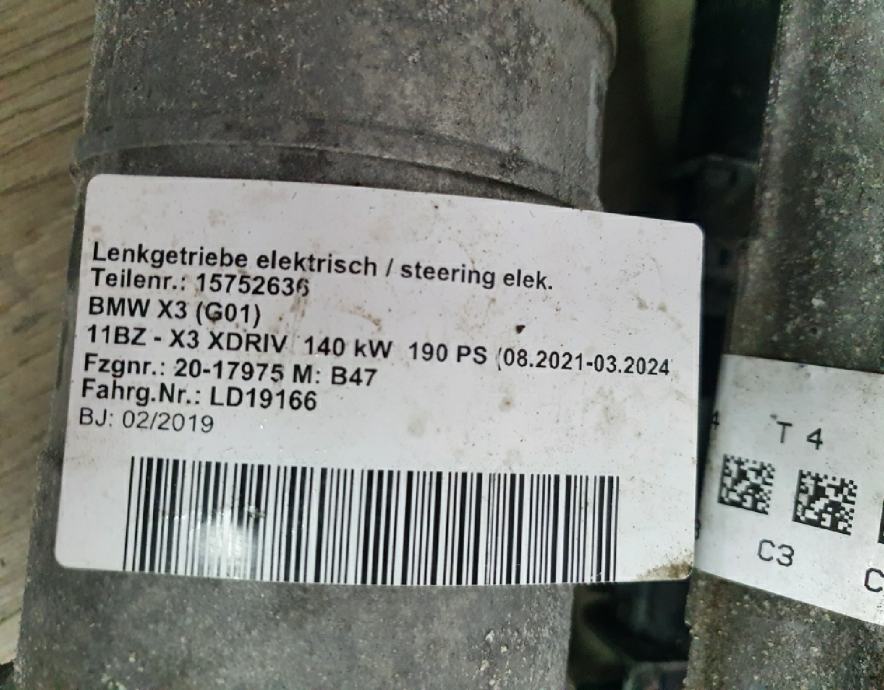 Lenkgetriebe elektrisch / steering elek.
Teilenr.: 15752636
BMW X3 (G01)
11BZ - X3 XDRIV 140 kW 190 PS (08.2021-03.2024
Fzgnr.: 20-17975 M: B47
Fahrg.Nr.: LD19166
BJ: 02/2019
T 4
C3